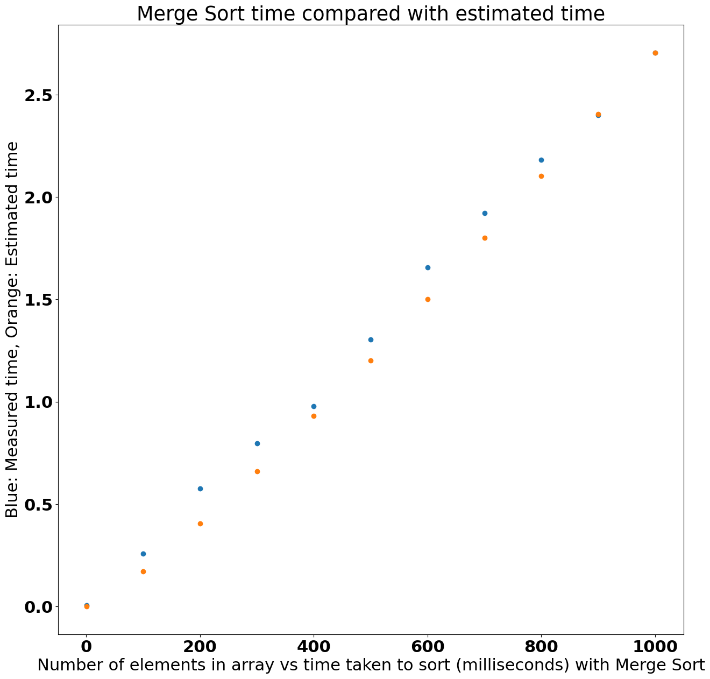 Merge Sort time compared with estimated time
Blue: Measured time, Orange: Estimated time
2.5
2.0
1.5
1.0
0.5
0.0
0 200 400 600 800 1000
Number of elements in array vs time taken to sort (milliseconds) with Merge Sort